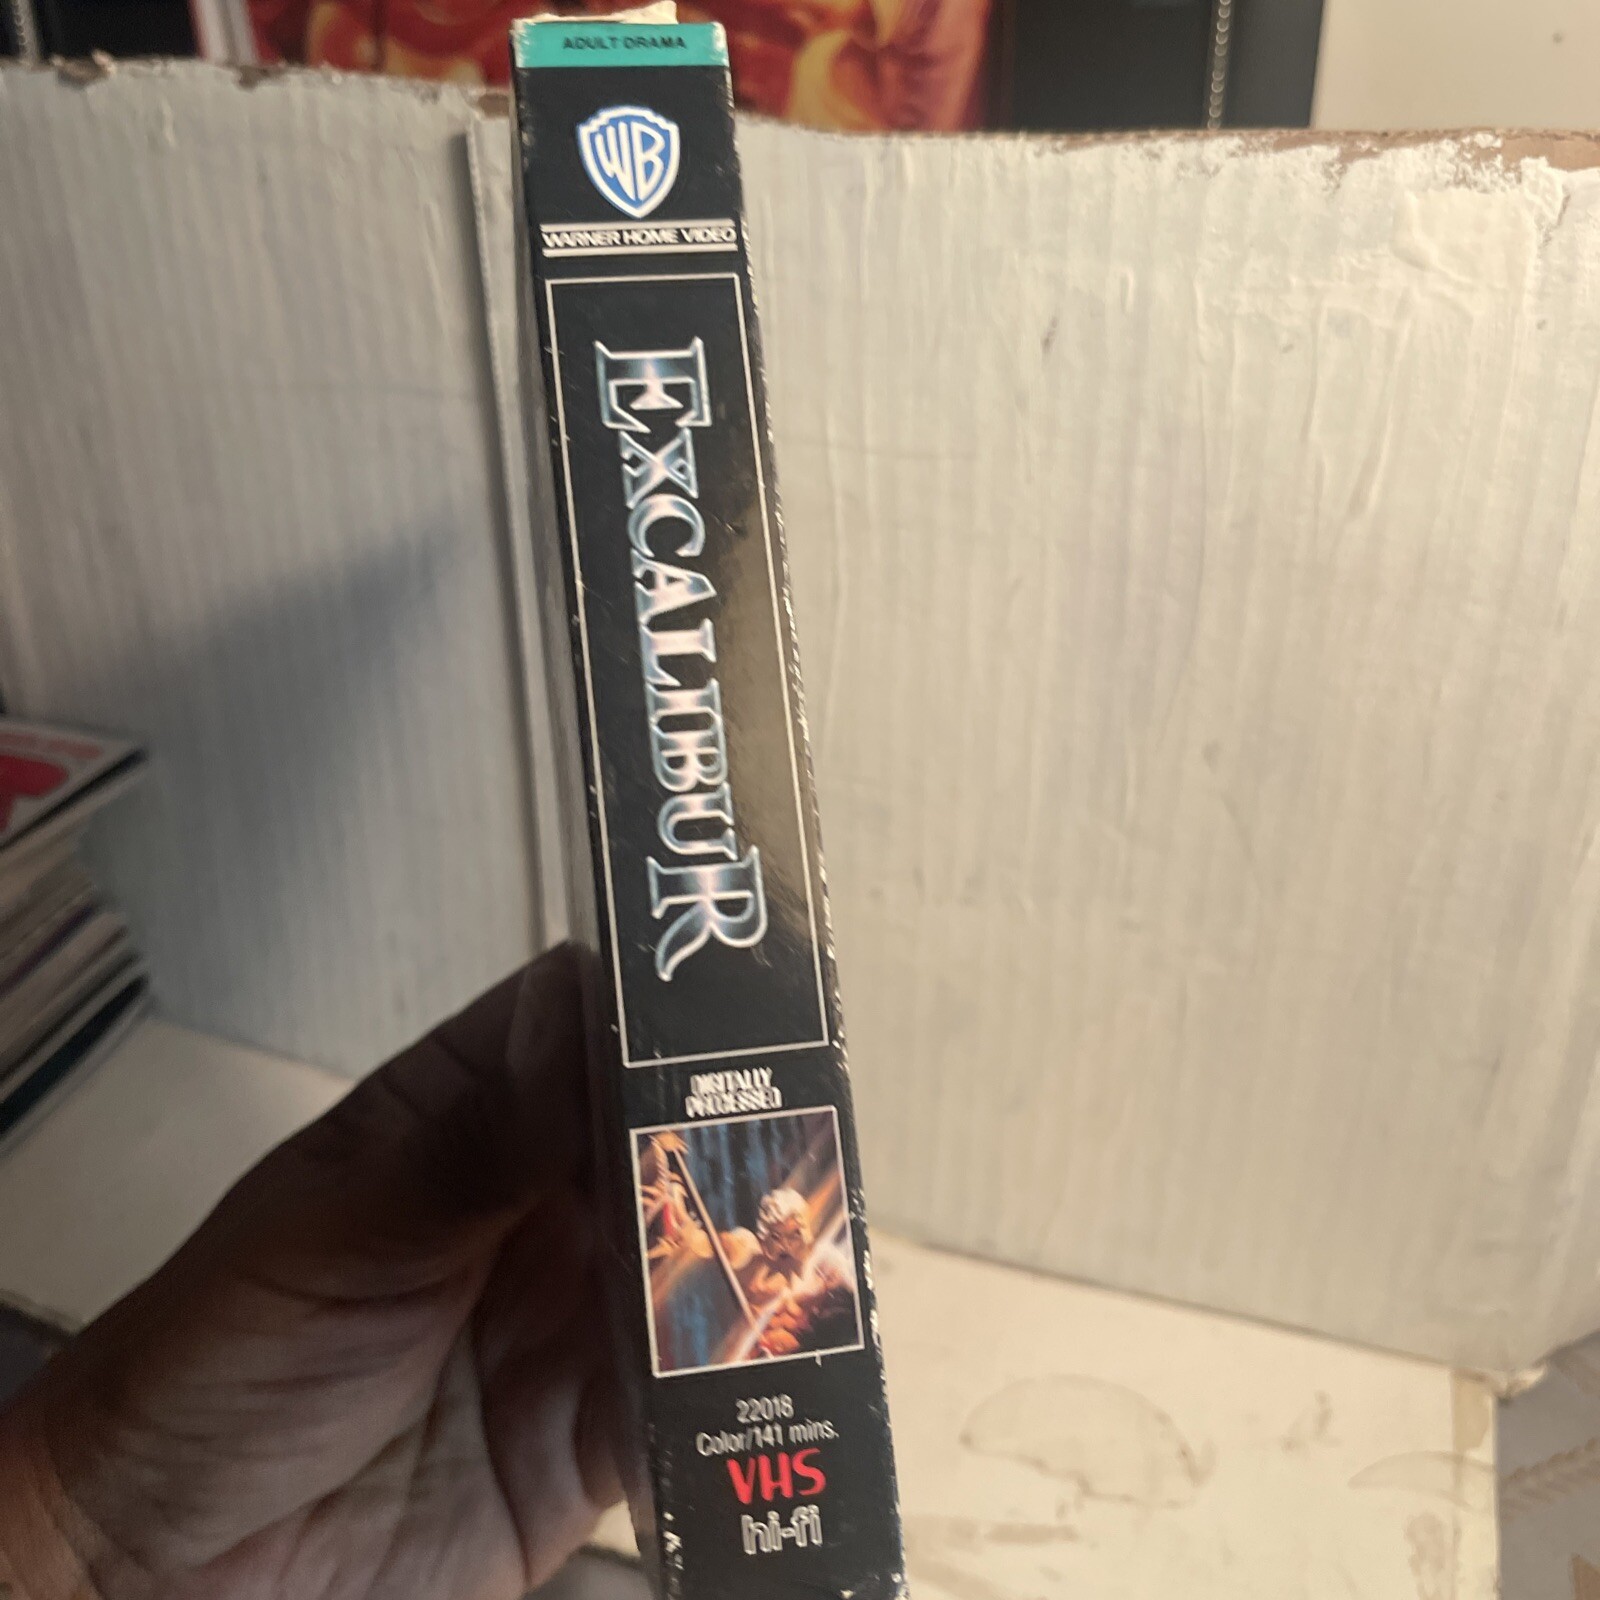 ADULT DRAMA
WB
WARNER HOME VIDEO
EXCALIBUR
DIGITALLY
PROCESSED
22018
Color/141 mins.
VHS
hi-fi